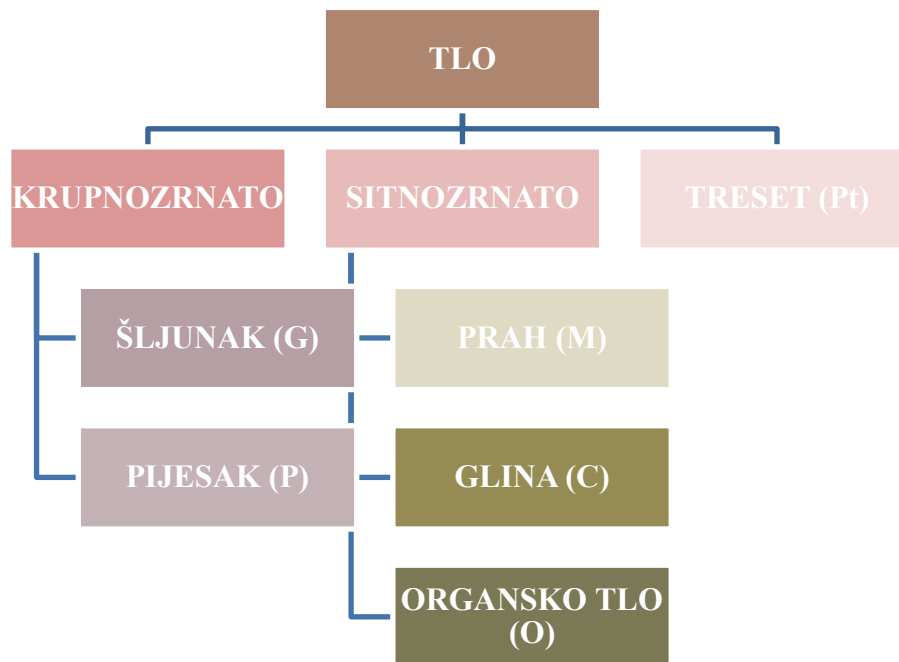 TLO
KRUPNOZRNATO
SITNOZRNATO
TRESET (Pt)
ŠLJUNAK (G)
PRAH (M)
PIJESAK (P)
GLINA (C)
ORGANSKO TLO
(O)